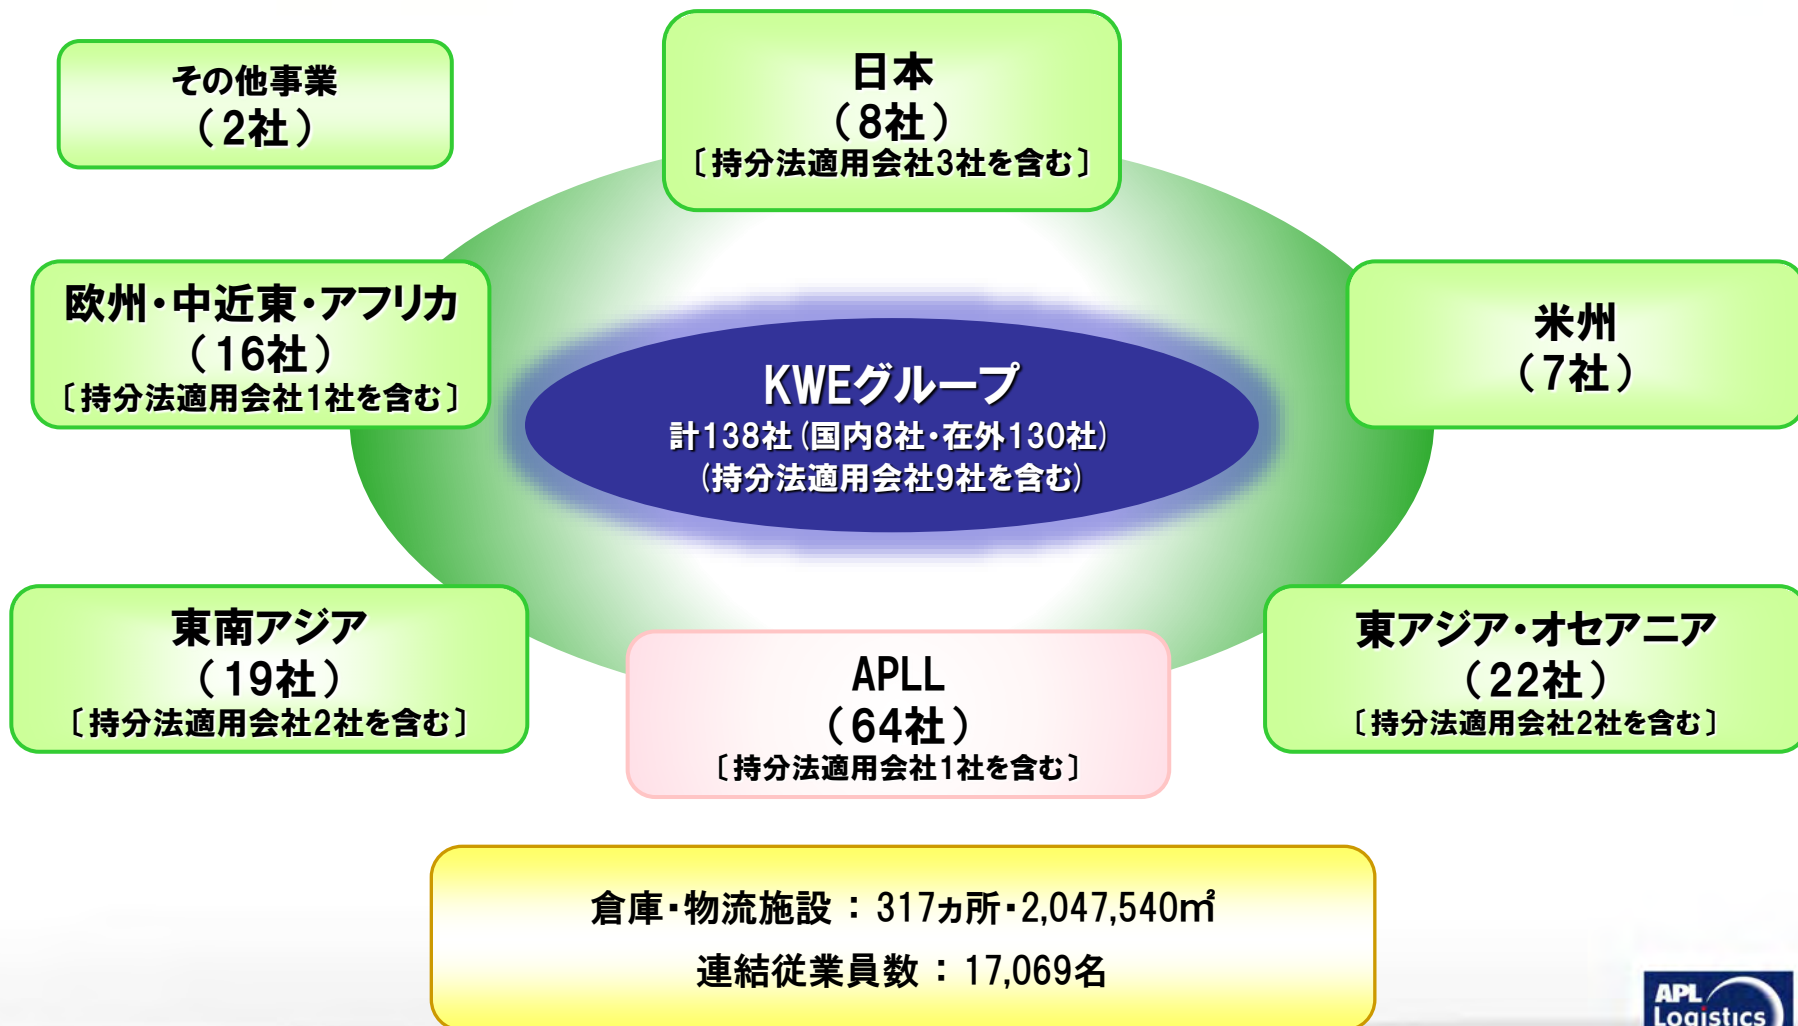 その他事業
（2社）
日本
（8社）
〔持分法適用会社3社を含む〕
欧州・中近東・アフリカ
（16社）
〔持分法適用会社1社を含む〕
米州
（7社）
KWEグループ
計138社（国内8社・在外130社）
（持分法適用会社9社を含む）
東南アジア
（19社）
〔持分法適用会社2社を含む〕
APLL
（64社）
〔持分法適用会社1社を含む〕
東アジア・オセアニア
（22社）
〔持分法適用会社2社を含む〕
倉庫・物流施設：317ヵ所・2,047,540㎡
連結従業員数：17,069名
APL
Logistics